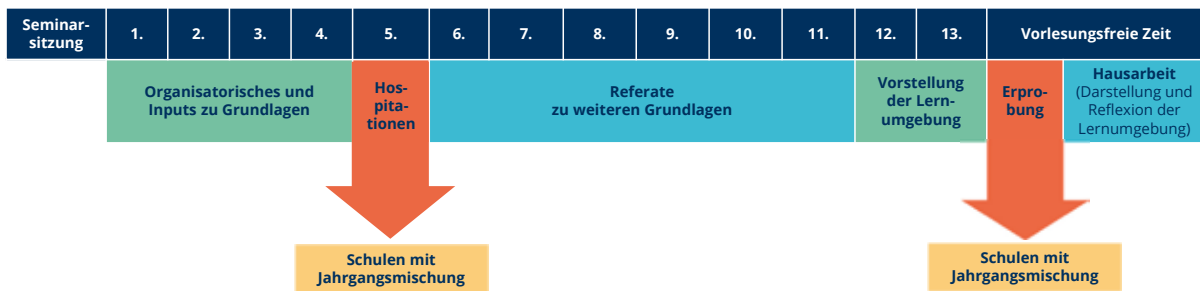 Seminar-
sitzung
1.
2.
3.
4.
5.
6.
7.
8.
9.
10.
11.
12.
13.
Vorlesungsfreie Zeit
Organisatorisches und
Inputs zu Grundlagen
Hos-
pita-
tionen
Referate
zu weiteren Grundlagen
Vorstellung
der Lern-
umgebung
Erpro-
bung
Hausarbeit
(Darstellung und
Reflexion der
Lernumgebung)
Schulen mit
Jahrgangsmischung
Schulen mit
Jahrgangsmischung